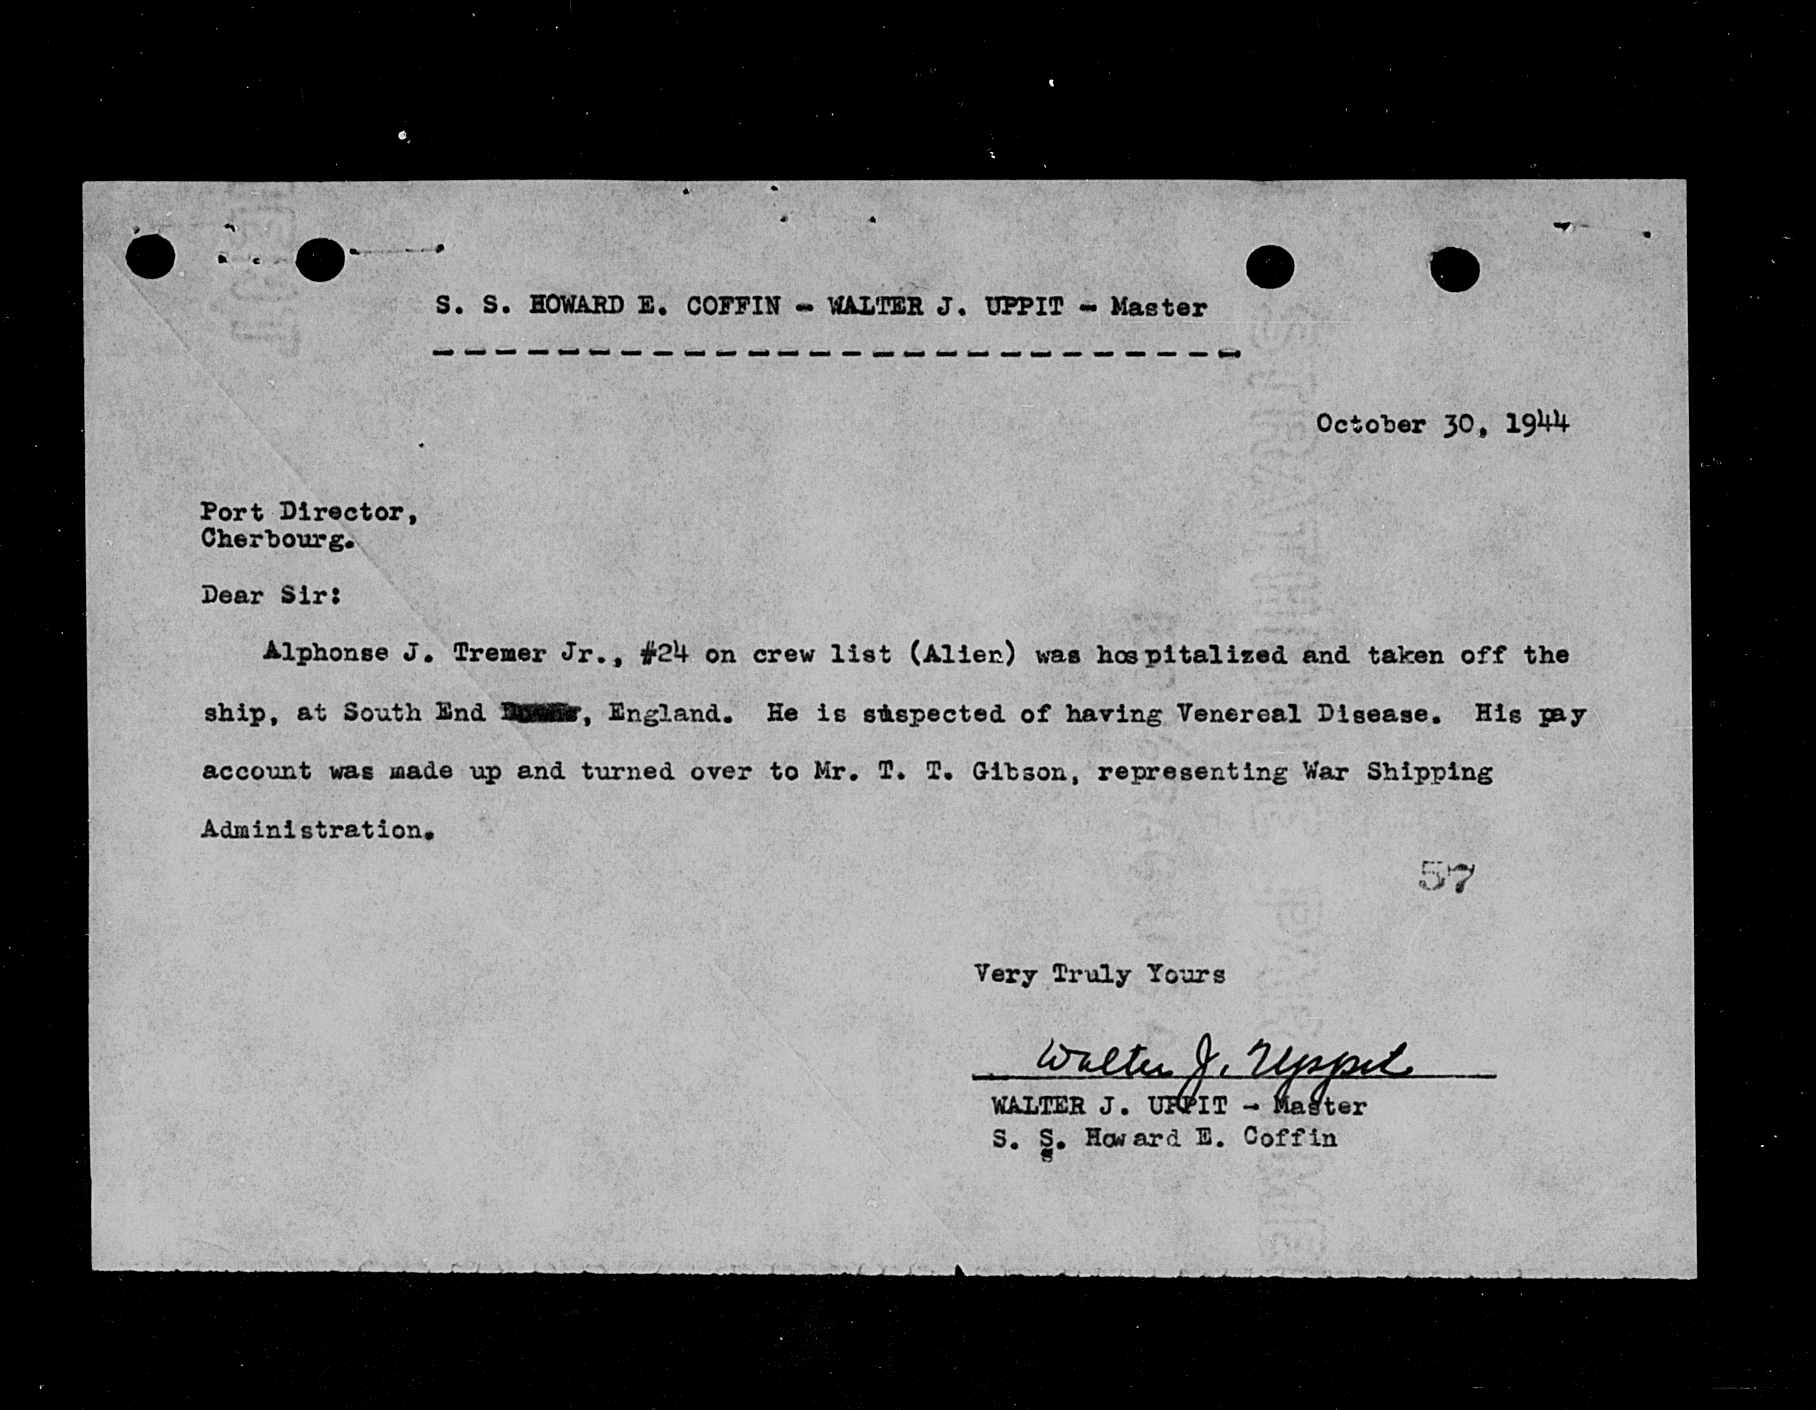 S. S. HOWARD E. COFFIN - WALTER J. UPPIT - Master
- - - - - - - - - - - - - - - - - - - - - - - - - -
October 30, 1944
Port Director,
Cherbourg.
Dear Sir:
Alphonse J. Tremer Jr., #24 on crew list (Alien) was hospitalized and taken off the
ship, at South End , England. He is suspected of having Venereal Disease. His pay
account was made up and turned over to Mr. T. T. Gibson, representing War Shipping
Administration.
57
Very Truly Yours
Walter J. Uppit
WALTER J. UPPIT - Master
S. S. Howard E. Coffin